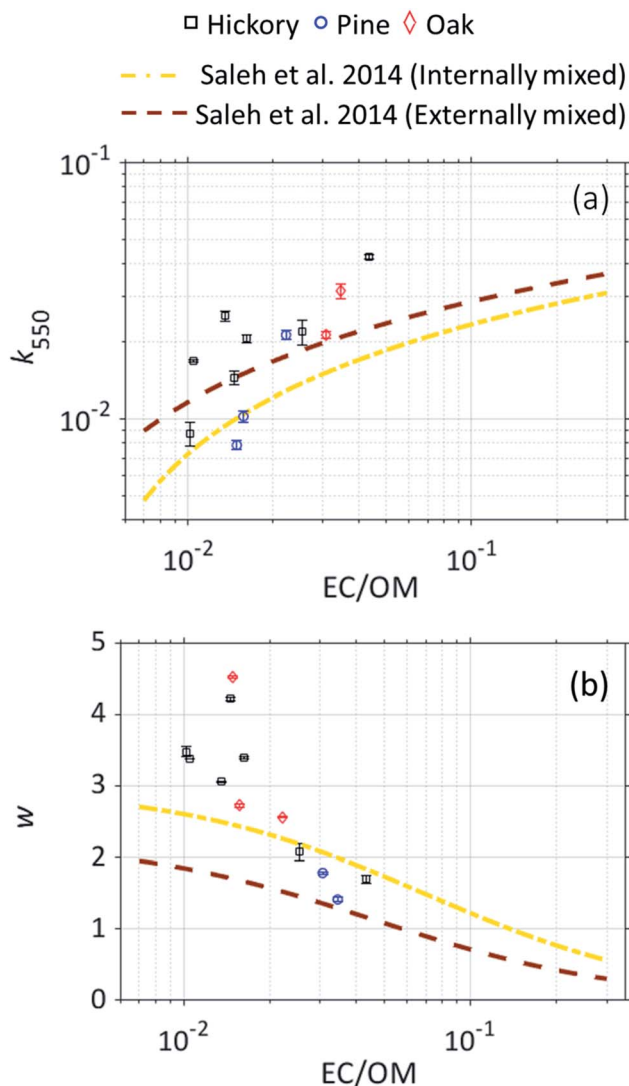 Hickory Pine Oak
Saleh et al. 2014 (Internally mixed)
Saleh et al. 2014 (Externally mixed)
(a)
10⁻¹
k₅₅₀
10⁻²
10⁻² 10⁻¹
EC/OM
(b)
5
4
3
w
2
1
0
10⁻² 10⁻¹
EC/OM